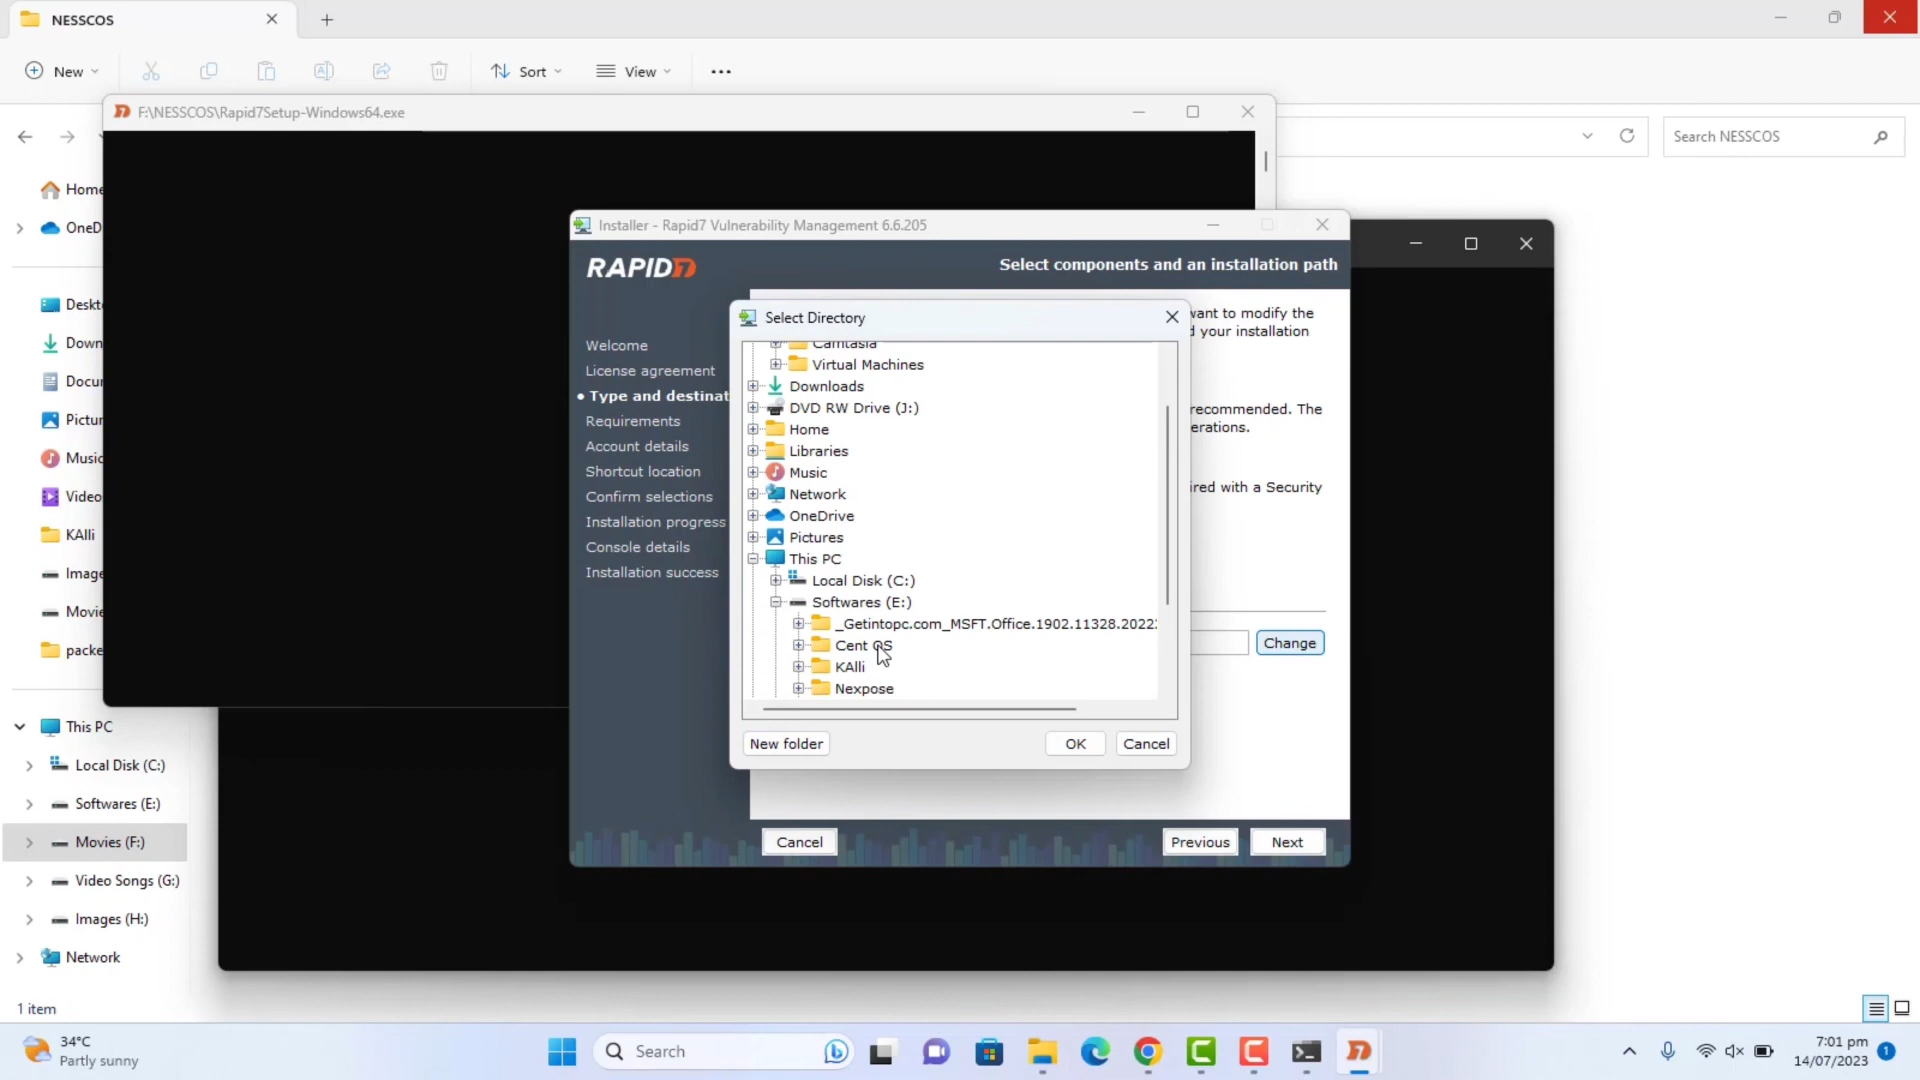 NESSCOS
New
Sort
View
F:\NESSCOS\Rapid7Setup-Windows64.exe
Search NESSCOS
Home
OneD
Deskt
Down
Docu
Pictur
Music
Video
KAlli
Image
Movie
packe
This PC
Local Disk (C:)
Softwares (E:)
Movies (F:)
Video Songs (G:)
Images (H:)
Network
1 item
Installer - Rapid7 Vulnerability Management 6.6.205
RAPID7
Select components and an installation path
Welcome
License agreement
• Type and destinat
Requirements
Account details
Shortcut location
Confirm selections
Installation progress
Console details
Installation success
want to modify the
d your installation
recommended. The
erations.
ired with a Security
Change
Cancel
Previous
Next
Select Directory
Camtasia
Virtual Machines
Downloads
DVD RW Drive (J:)
Home
Libraries
Music
Network
OneDrive
Pictures
This PC
Local Disk (C:)
Softwares (E:)
_Getintopc.com_MSFT.Office.1902.11328.2022
Cent OS
KAlli
Nexpose
New folder
OK
Cancel
34°C
Partly sunny
Search
7:01 pm
14/07/2023
1